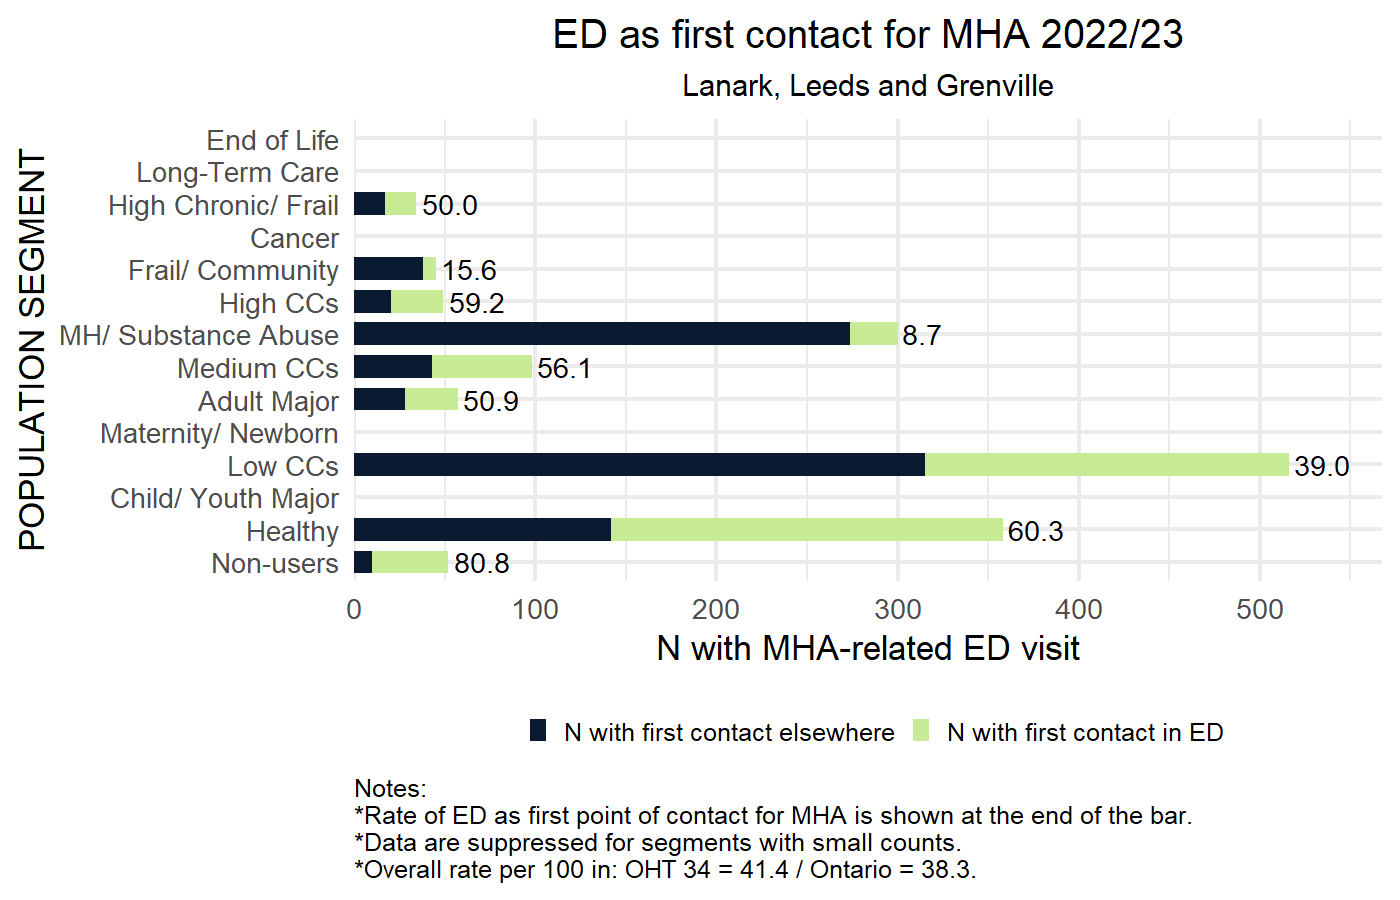 ED as first contact for MHA 2022/23
Lanark, Leeds and Grenville
POPULATION SEGMENT
End of Life
Long-Term Care
High Chronic/ Frail 50.0
Cancer
Frail/ Community 15.6
High CCs 59.2
MH/ Substance Abuse 8.7
Medium CCs 56.1
Adult Major 50.9
Maternity/ Newborn
Low CCs 39.0
Child/ Youth Major
Healthy 60.3
Non-users 80.8
0 100 200 300 400 500
N with MHA-related ED visit
N with first contact elsewhere N with first contact in ED
Notes:
*Rate of ED as first point of contact for MHA is shown at the end of the bar.
*Data are suppressed for segments with small counts.
*Overall rate per 100 in: OHT 34 = 41.4 / Ontario = 38.3.